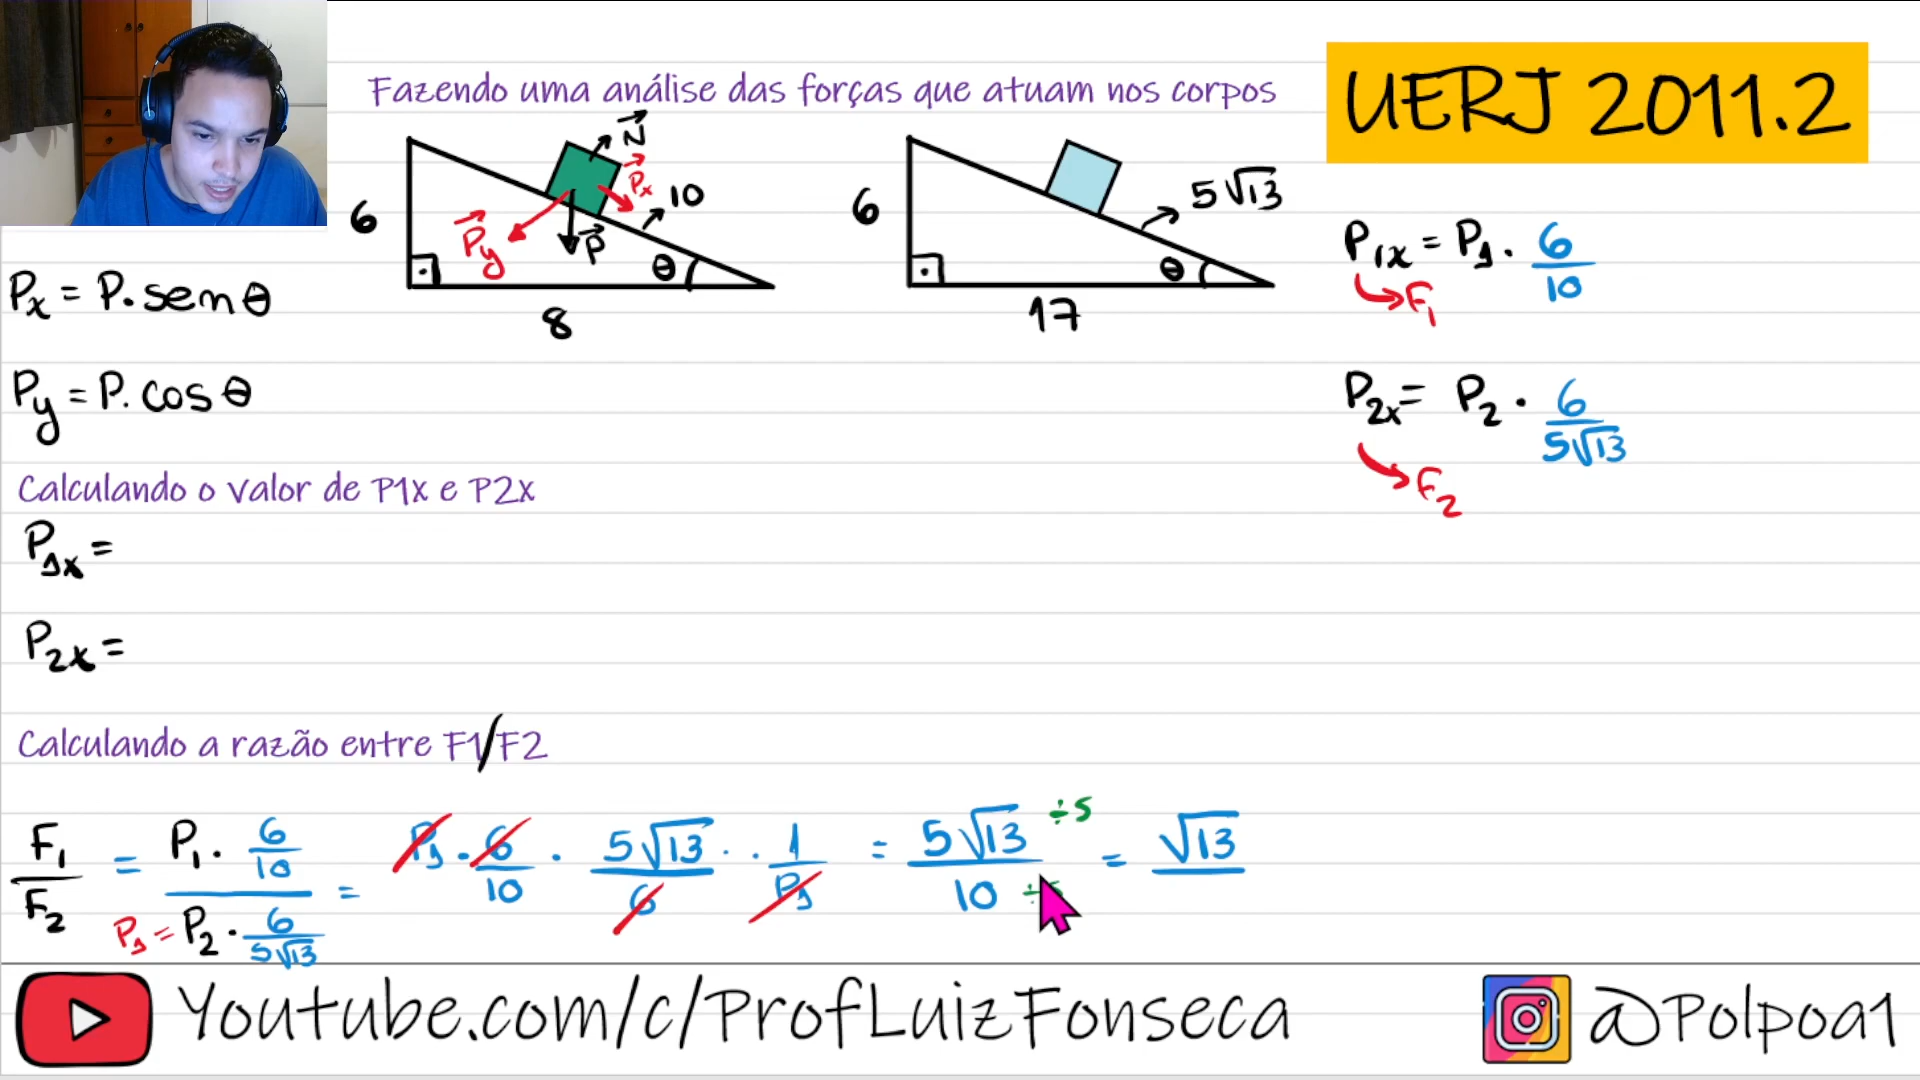 Fazendo uma análise das forças que atuam nos corpos
UERJ 2011.2
N
Px
10
6
Py
P
θ
8
6
5√13
θ
17
Px = P. sen θ
Py = P. cos θ
P1x = P1 . 6/10
F1
P2x = P2 . 6/5√13
F2
Calculando o valor de P1x e P2x
P1x =
P2x =
Calculando a razão entre F1/F2
F1/F2 = P1 . 6/10 / P2 . 6/5√13 = P1 . 6/10 . 5√13/6 . . 1/P1 = 5√13/10 = √13
÷5
P1 =
Youtube.com/c/ProfLuizFonseca
@Polpoa1